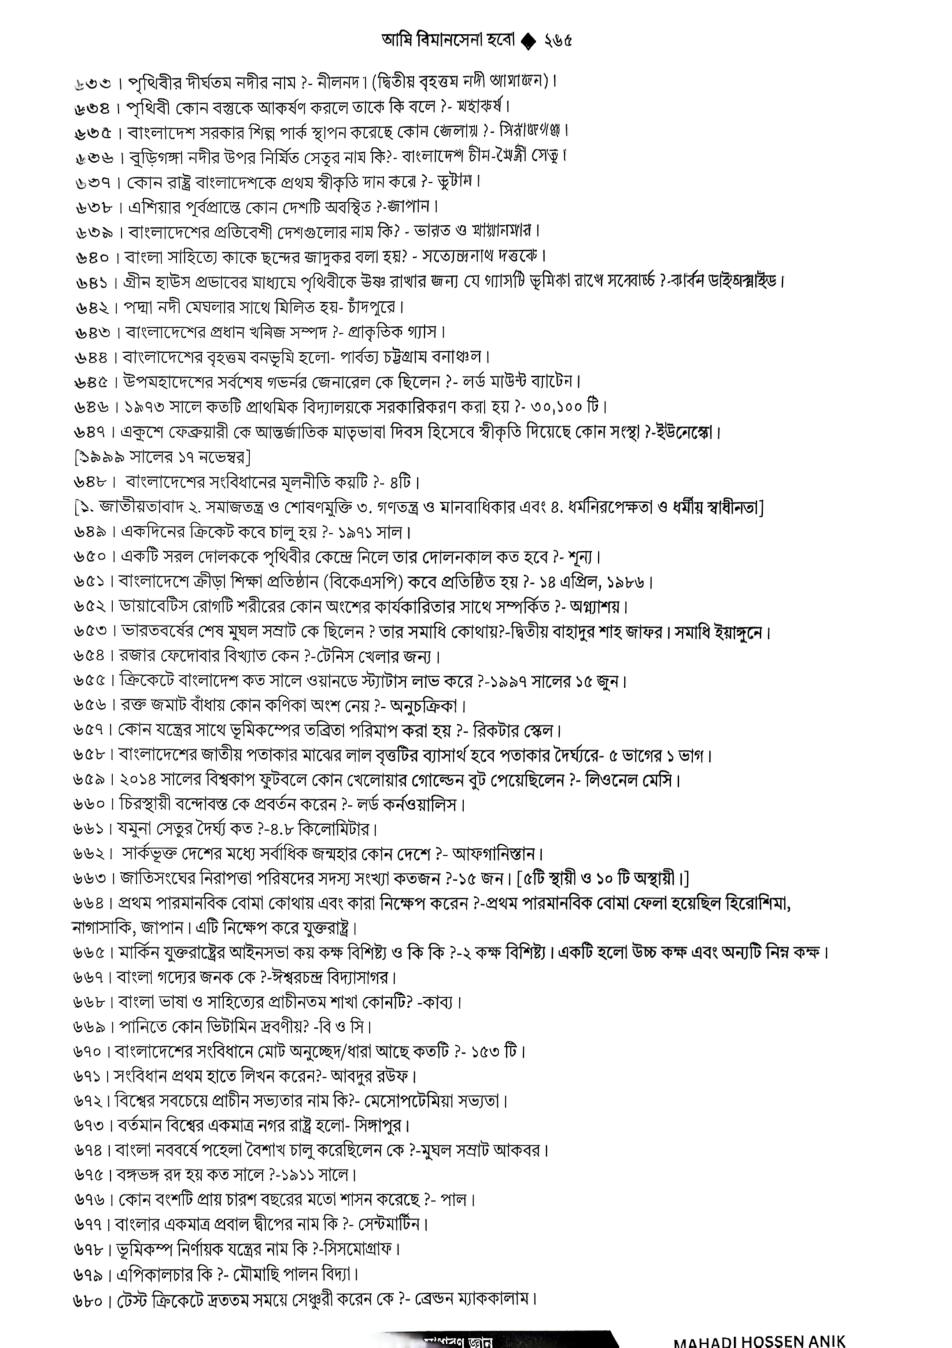 আমি বিমানসেনা হবো ◆ ২৬৫
৬৩৩। পৃথিবীর দীর্ঘতম নদীর নাম ?- নীলনদ। (দ্বিতীয় বৃহত্তম নদী আমাজন)।
৬৩৪। পৃথিবী কোন বস্তুকে আকর্ষণ করলে তাকে কি বলে ?- মহাকর্ষ।
৬৩৫। বাংলাদেশ সরকার শিল্প পার্ক স্থাপন করেছে কোন জেলায় ?- সিরাজগঞ্জ।
৬৩৬। বুড়িগঙ্গা নদীর উপর নির্মিত সেতুর নাম কি?- বাংলাদেশ চীন-মৈত্রী সেতু।
৬৩৭। কোন রাষ্ট্র বাংলাদেশকে প্রথম স্বীকৃতি দান করে ?- ভুটান।
৬৩৮। এশিয়ার পূর্বপ্রান্তে কোন দেশটি অবস্থিত ?-জাপান।
৬৩৯। বাংলাদেশের প্রতিবেশী দেশগুলোর নাম কি? - ভারত ও মায়ানমার।
৬৪০। বাংলা সাহিত্যে কাকে ছন্দের জাদুকর বলা হয়? - সত্যেন্দ্রনাথ দত্তকে।
৬৪১। গ্রীন হাউস প্রভাবের মাধ্যমে পৃথিবীকে উষ্ণ রাখার জন্য যে গ্যাসটি ভূমিকা রাখে সবোর্চ্চ ?-কার্বন ডাইঅক্সাইড।
৬৪২। পদ্মা নদী মেঘলার সাথে মিলিত হয়- চাঁদপুরে।
৬৪৩। বাংলাদেশের প্রধান খনিজ সম্পদ ?- প্রাকৃতিক গ্যাস।
৬৪৪। বাংলাদেশের বৃহত্তম বনভূমি হলো- পার্বত্য চট্টগ্রাম বনাঞ্চল।
৬৪৫। উপমহাদেশের সর্বশেষ গভর্নর জেনারেল কে ছিলেন ?- লর্ড মাউন্ট ব্যাটেন।
৬৪৬। ১৯৭৩ সালে কতটি প্রাথমিক বিদ্যালয়কে সরকারিকরণ করা হয় ?- ৩০,১০০ টি।
৬৪৭। একুশে ফেব্রুয়ারী কে আন্তর্জাতিক মাতৃভাষা দিবস হিসেবে স্বীকৃতি দিয়েছে কোন সংস্থা ?-ইউনেস্কো।
[১৯৯৯ সালের ১৭ নভেম্বর]
৬৪৮। বাংলাদেশের সংবিধানের মূলনীতি কয়টি ?- ৪টি।
[১. জাতীয়তাবাদ ২. সমাজতন্ত্র ও শোষণমুক্তি ৩. গণতন্ত্র ও মানবাধিকার এবং ৪. ধর্মনিরপেক্ষতা ও ধর্মীয় স্বাধীনতা]
৬৪৯। একদিনের ক্রিকেট কবে চালু হয় ?- ১৯৭১ সাল।
৬৫০। একটি সরল দোলককে পৃথিবীর কেন্দ্রে নিলে তার দোলনকাল কত হবে ?- শূন্য।
৬৫১। বাংলাদেশে ক্রীড়া শিক্ষা প্রতিষ্ঠান (বিকেএসপি) কবে প্রতিষ্ঠিত হয় ?- ১৪ এপ্রিল, ১৯৮৬।
৬৫২। ডায়াবেটিস রোগটি শরীরের কোন অংশের কার্যকারিতার সাথে সম্পর্কিত ?- অগ্ন্যাশয়।
৬৫৩। ভারতবর্ষের শেষ মুঘল সম্রাট কে ছিলেন ? তার সমাধি কোথায়?-দ্বিতীয় বাহাদুর শাহ জাফর। সমাধি ইয়াঙ্গুনে।
৬৫৪। রজার ফেদোবার বিখ্যাত কেন ?-টেনিস খেলার জন্য।
৬৫৫। ক্রিকেটে বাংলাদেশ কত সালে ওয়ানডে স্ট্যাটাস লাভ করে ?-১৯৯৭ সালের ১৫ জুন।
৬৫৬। রক্ত জমাট বাঁধায় কোন কণিকা অংশ নেয় ?- অনুচক্রিকা।
৬৫৭। কোন যন্ত্রের সাথে ভূমিকম্পের তব্রিতা পরিমাপ করা হয় ?- রিকটার স্কেল।
৬৫৮। বাংলাদেশের জাতীয় পতাকার মাঝের লাল বৃত্তটির ব্যাসার্থ হবে পতাকার দৈর্ঘ্যরে- ৫ ভাগের ১ ভাগ।
৬৫৯। ২০১৪ সালের বিশ্বকাপ ফুটবলে কোন খেলোয়ার গোল্ডেন বুট পেয়েছিলেন ?- লিওনেল মেসি।
৬৬০। চিরস্থায়ী বন্দোবস্ত কে প্রবর্তন করেন ?- লর্ড কর্নওয়ালিস।
৬৬১। যমুনা সেতুর দৈর্ঘ্য কত ?-৪.৮ কিলোমিটার।
৬৬২। সার্কভূক্ত দেশের মধ্যে সর্বাধিক জন্মহার কোন দেশে ?- আফগানিস্তান।
৬৬৩। জাতিসংঘের নিরাপত্তা পরিষদের সদস্য সংখ্যা কতজন ?-১৫ জন। [৫টি স্থায়ী ও ১০ টি অস্থায়ী।]
৬৬৪। প্রথম পারমানবিক বোমা কোথায় এবং কারা নিক্ষেপ করেন ?-প্রথম পারমানবিক বোমা ফেলা হয়েছিল হিরোশিমা,
নাগাসাকি, জাপান। এটি নিক্ষেপ করে যুক্তরাষ্ট্র।
৬৬৫। মার্কিন যুক্তরাষ্ট্রের আইনসভা কয় কক্ষ বিশিষ্ট্য ও কি কি ?-২ কক্ষ বিশিষ্ট্য। একটি হলো উচ্চ কক্ষ এবং অন্যটি নিম্ন কক্ষ।
৬৬৭। বাংলা গদ্যের জনক কে ?-ঈশ্বরচন্দ্র বিদ্যাসাগর।
৬৬৮। বাংলা ভাষা ও সাহিত্যের প্রাচীনতম শাখা কোনটি? -কাব্য।
৬৬৯। পানিতে কোন ভিটামিন দ্রবণীয়? -বি ও সি।
৬৭০। বাংলাদেশের সংবিধানে মোট অনুচ্ছেদ/ধারা আছে কতটি ?- ১৫৩ টি।
৬৭১। সংবিধান প্রথম হাতে লিখন করেন?- আবদুর রউফ।
৬৭২। বিশ্বের সবচেয়ে প্রাচীন সভ্যতার নাম কি?- মেসোপটেমিয়া সভ্যতা।
৬৭৩। বর্তমান বিশ্বের একমাত্র নগর রাষ্ট্র হলো- সিঙ্গাপুর।
৬৭৪। বাংলা নববর্ষে পহেলা বৈশাখ চালু করেছিলেন কে ?-মুঘল সম্রাট আকবর।
৬৭৫। বঙ্গভঙ্গ রদ হয় কত সালে ?-১৯১১ সালে।
৬৭৬। কোন বংশটি প্রায় চারশ বছরের মতো শাসন করেছে ?- পাল।
৬৭৭। বাংলার একমাত্র প্রবাল দ্বীপের নাম কি ?- সেন্টমার্টিন।
৬৭৮। ভূমিকম্প নির্ণায়ক যন্ত্রের নাম কি ?-সিসমোগ্রাফ।
৬৭৯। এপিকালচার কি ?- মৌমাছি পালন বিদ্যা।
৬৮০। টেস্ট ক্রিকেটে দ্রততম সময়ে সেঞ্চুরী করেন কে ?- ব্রেন্ডন ম্যাককালাম।
সাধারণ জ্ঞান MAHADI HOSSEN ANIK